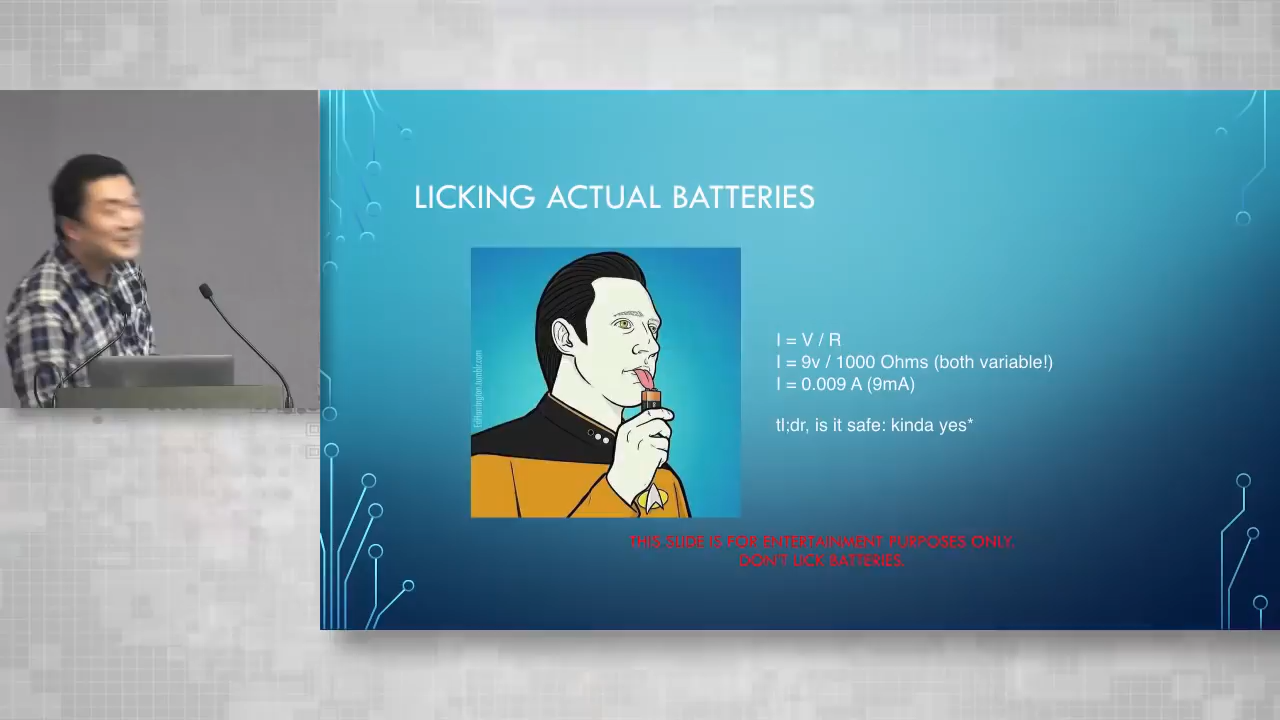 LICKING ACTUAL BATTERIES
I = V / R
I = 9v / 1000 Ohms (both variable!)
I = 0.009 A (9mA)
tl;dr, is it safe: kinda yes*
THIS SLIDE IS FOR ENTERTAINMENT PURPOSES ONLY.
DON'T LICK BATTERIES.